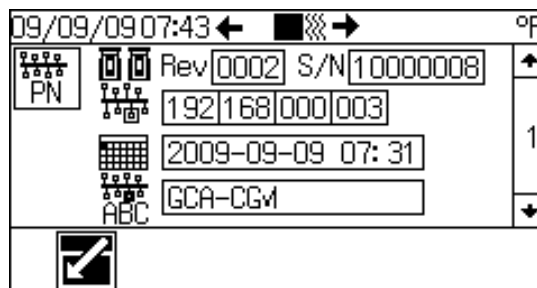 09/09/09 07:43 °F
PN Rev 0002 S/N 10000008
192 168 000 003
1
2009-09-09 07:31
ABC GCA-CGvl